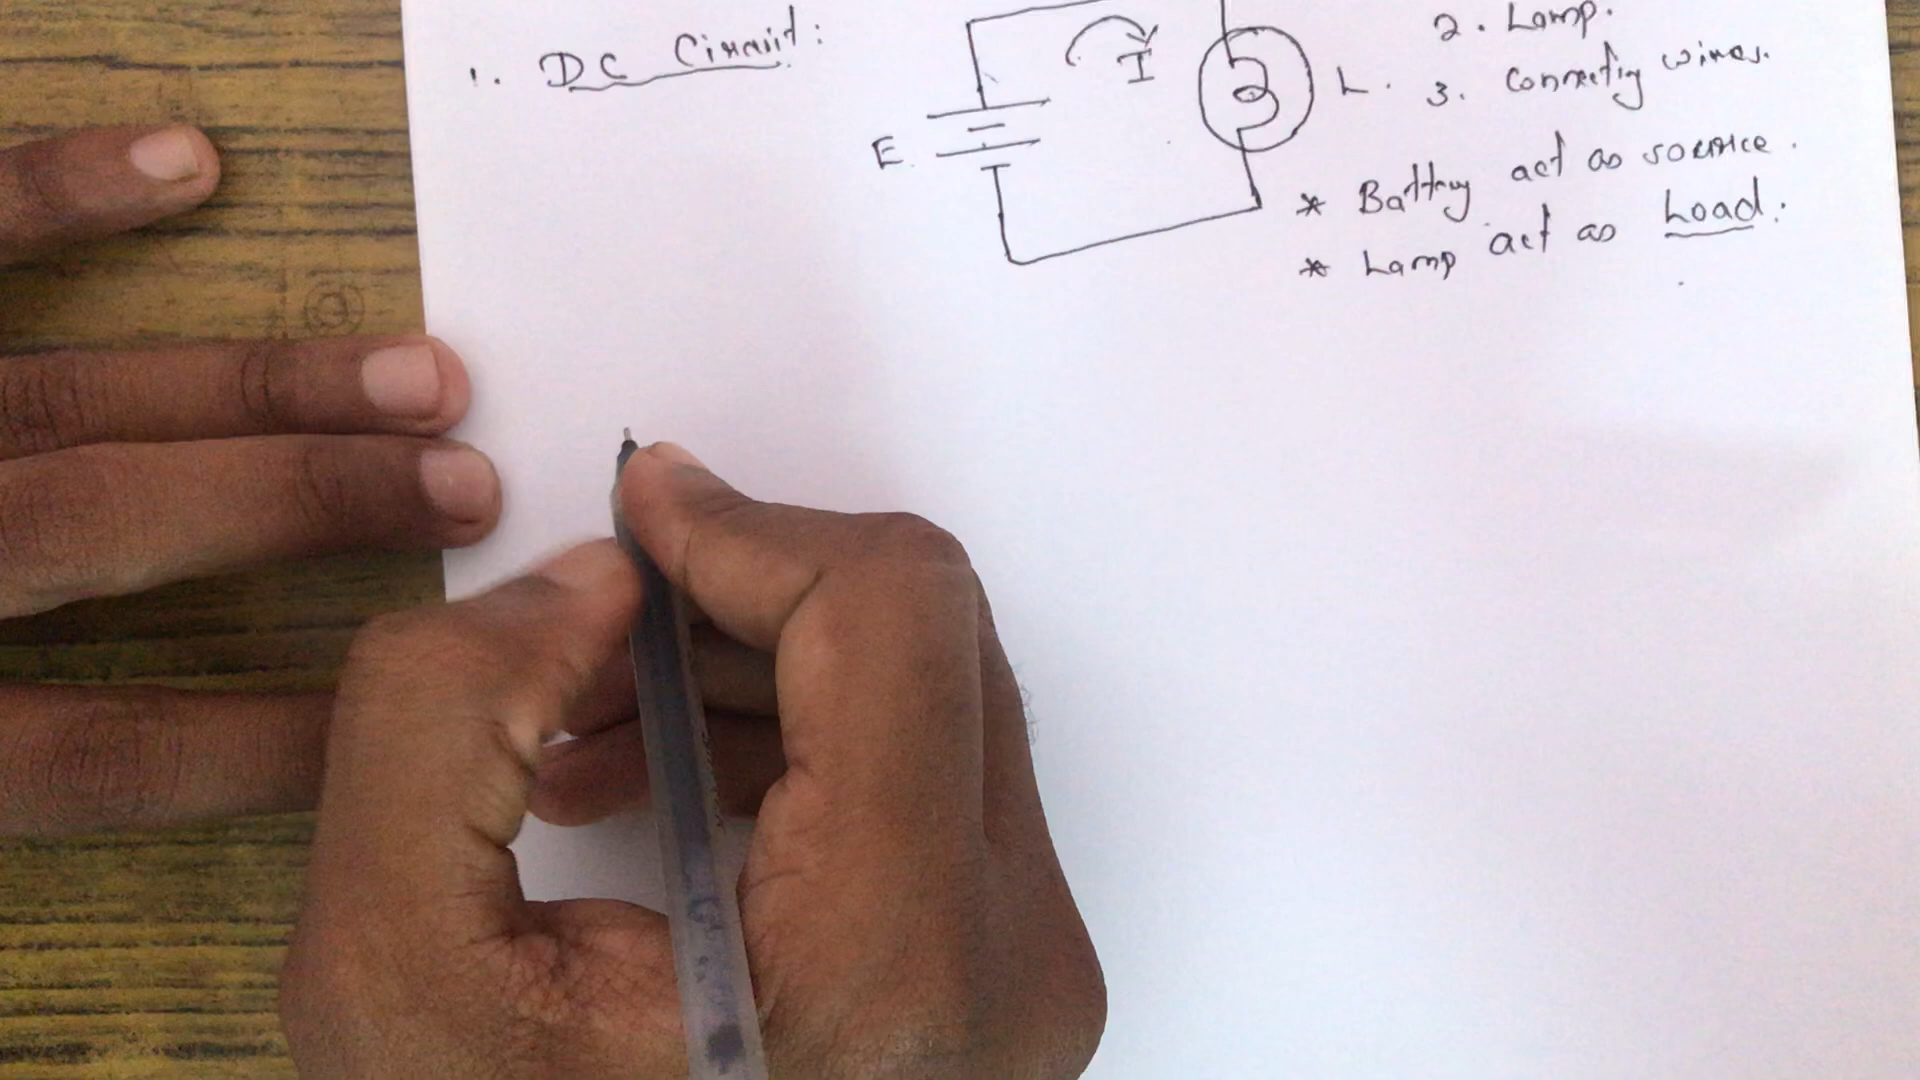 1. DC Circuit:
E
I
L.
2. Lamp.
3. Connecting wires.
* Battery act as source.
* Lamp act as Load.